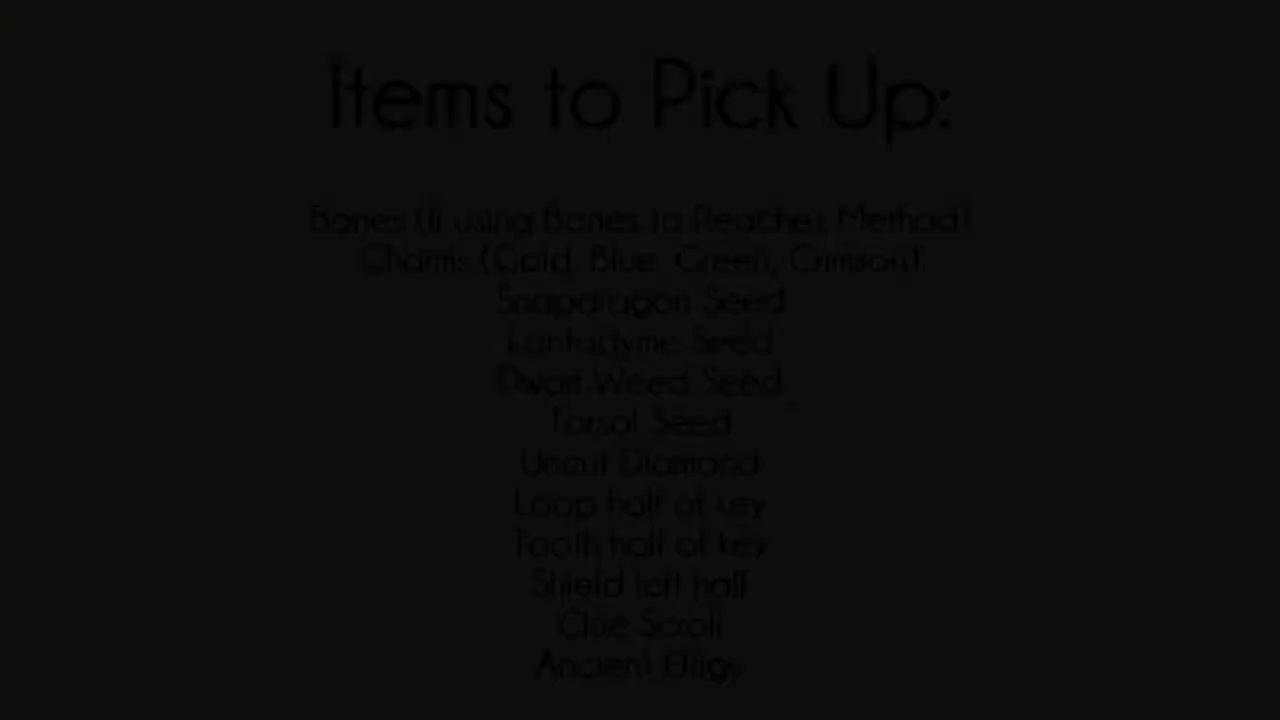 Items to Pick Up:
Bones (If using Bones to Peaches Method)
Charms (Gold, Blue, Green, Crimson)
Snapdragon Seed
Lantadyme Seed
Dwarf Weed Seed
Torsol Seed
Uncut Diamond
Loop half of key
Tooth half of key
Shield left half
Clue Scroll
Ancient Effigy